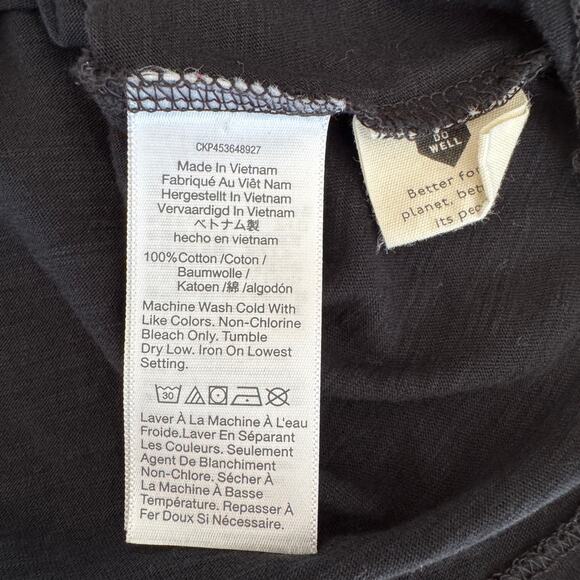 CKP453648927
Made In Vietnam
Fabriqué Au Viêt Nam
Hergestellt In Vietnam
Vervaardigd In Vietnam
ベトナム製
hecho en vietnam
100%Cotton /Coton/
Baumwolle /
Katoen /綿 /algodón
Machine Wash Cold With
Like Colors. Non-Chlorine
Bleach Only. Tumble
Dry Low. Iron On Lowest
Setting.
30
Laver À La Machine À L'eau
Froide.Laver En Séparant
Les Couleurs. Seulement
Agent De Blanchiment
Non-Chlore. Sécher À
La Machine À Basse
Température. Repasser À
Fer Doux Si Nécessaire.
DO
WELL
Better for
planet, bet
its peo